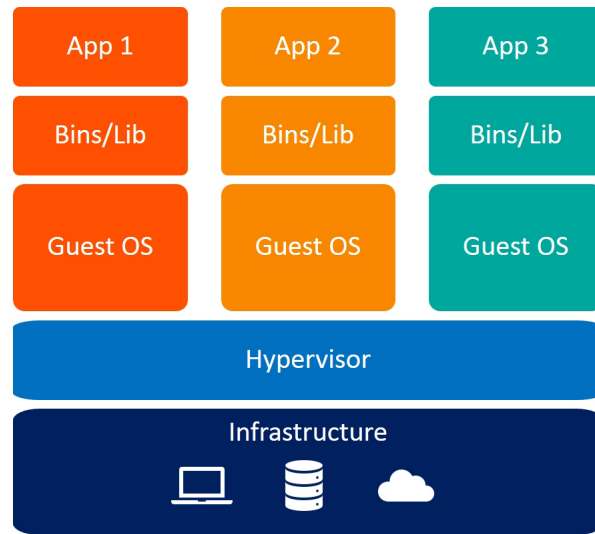 App 1
App 2
App 3
Bins/Lib
Bins/Lib
Bins/Lib
Guest OS
Guest OS
Guest OS
Hypervisor
Infrastructure